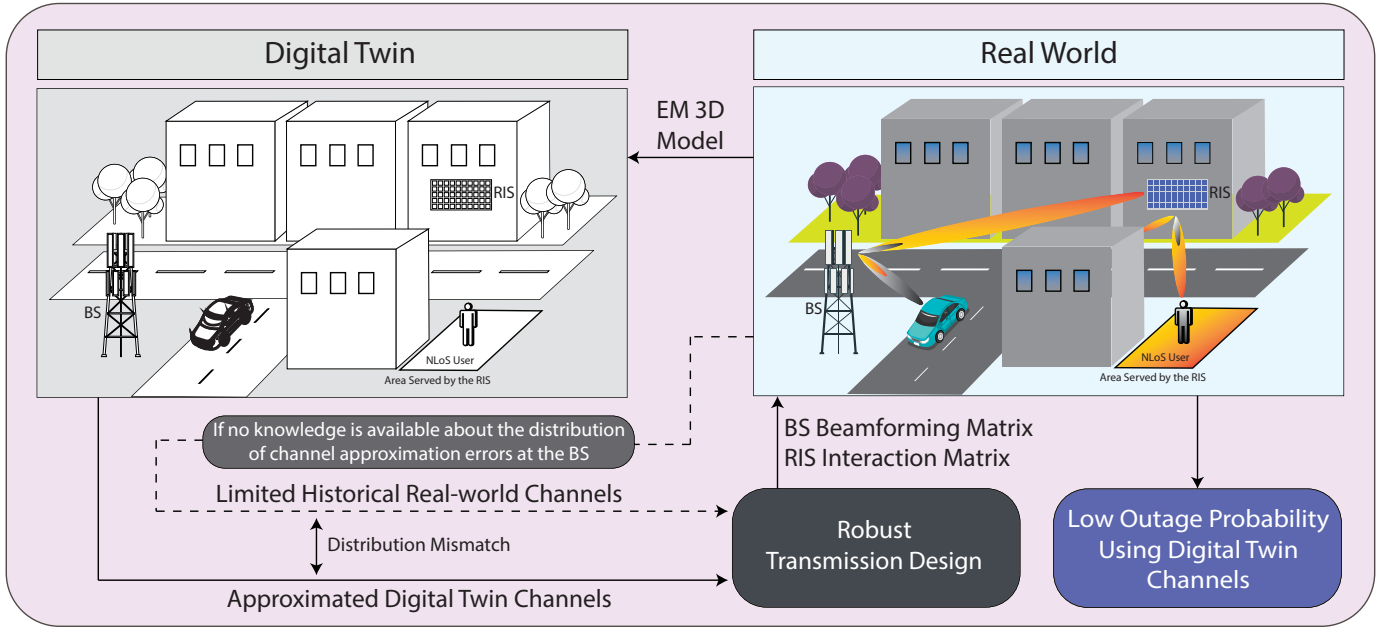 Digital Twin
Real World
EM 3D
Model
RIS
BS
NLoS User
Area Served by the RIS
RIS
BS
NLoS User
Area Served by the RIS
If no knowledge is available about the distribution
of channel approximation errors at the BS
BS Beamforming Matrix
RIS Interaction Matrix
Limited Historical Real-world Channels
Distribution Mismatch
Approximated Digital Twin Channels
Robust
Transmission Design
Low Outage Probability
Using Digital Twin
Channels